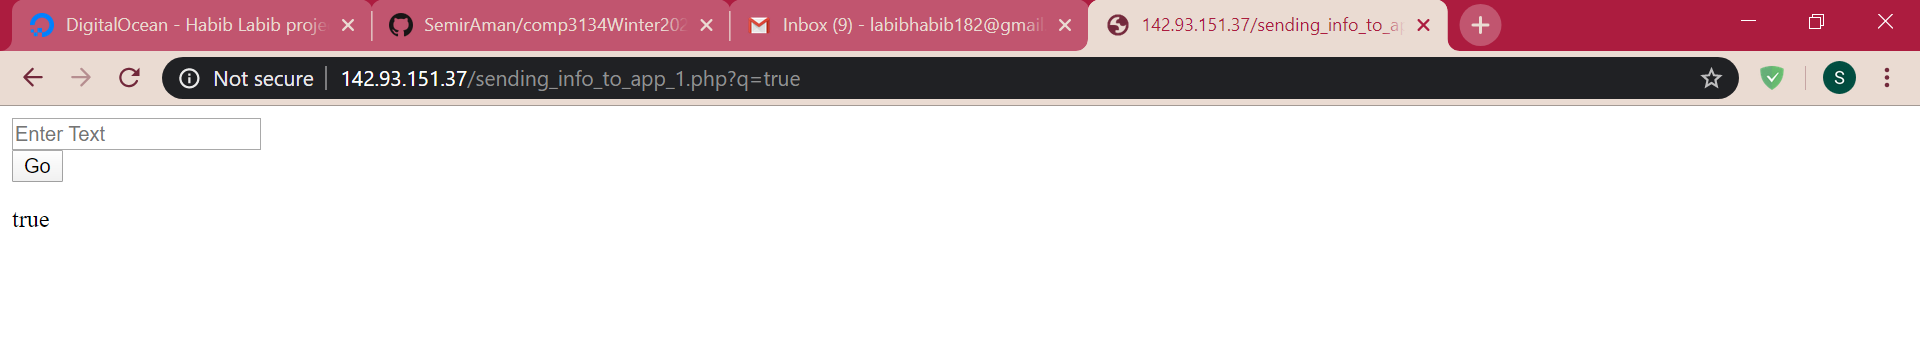 DigitalOcean - Habib Labib proje
SemirAman/comp3134Winter202
Inbox (9) - labibhabib182@gmail
142.93.151.37/sending_info_to_ap
Not secure
142.93.151.37/sending_info_to_app_1.php?q=true
S
Enter Text
Go
true